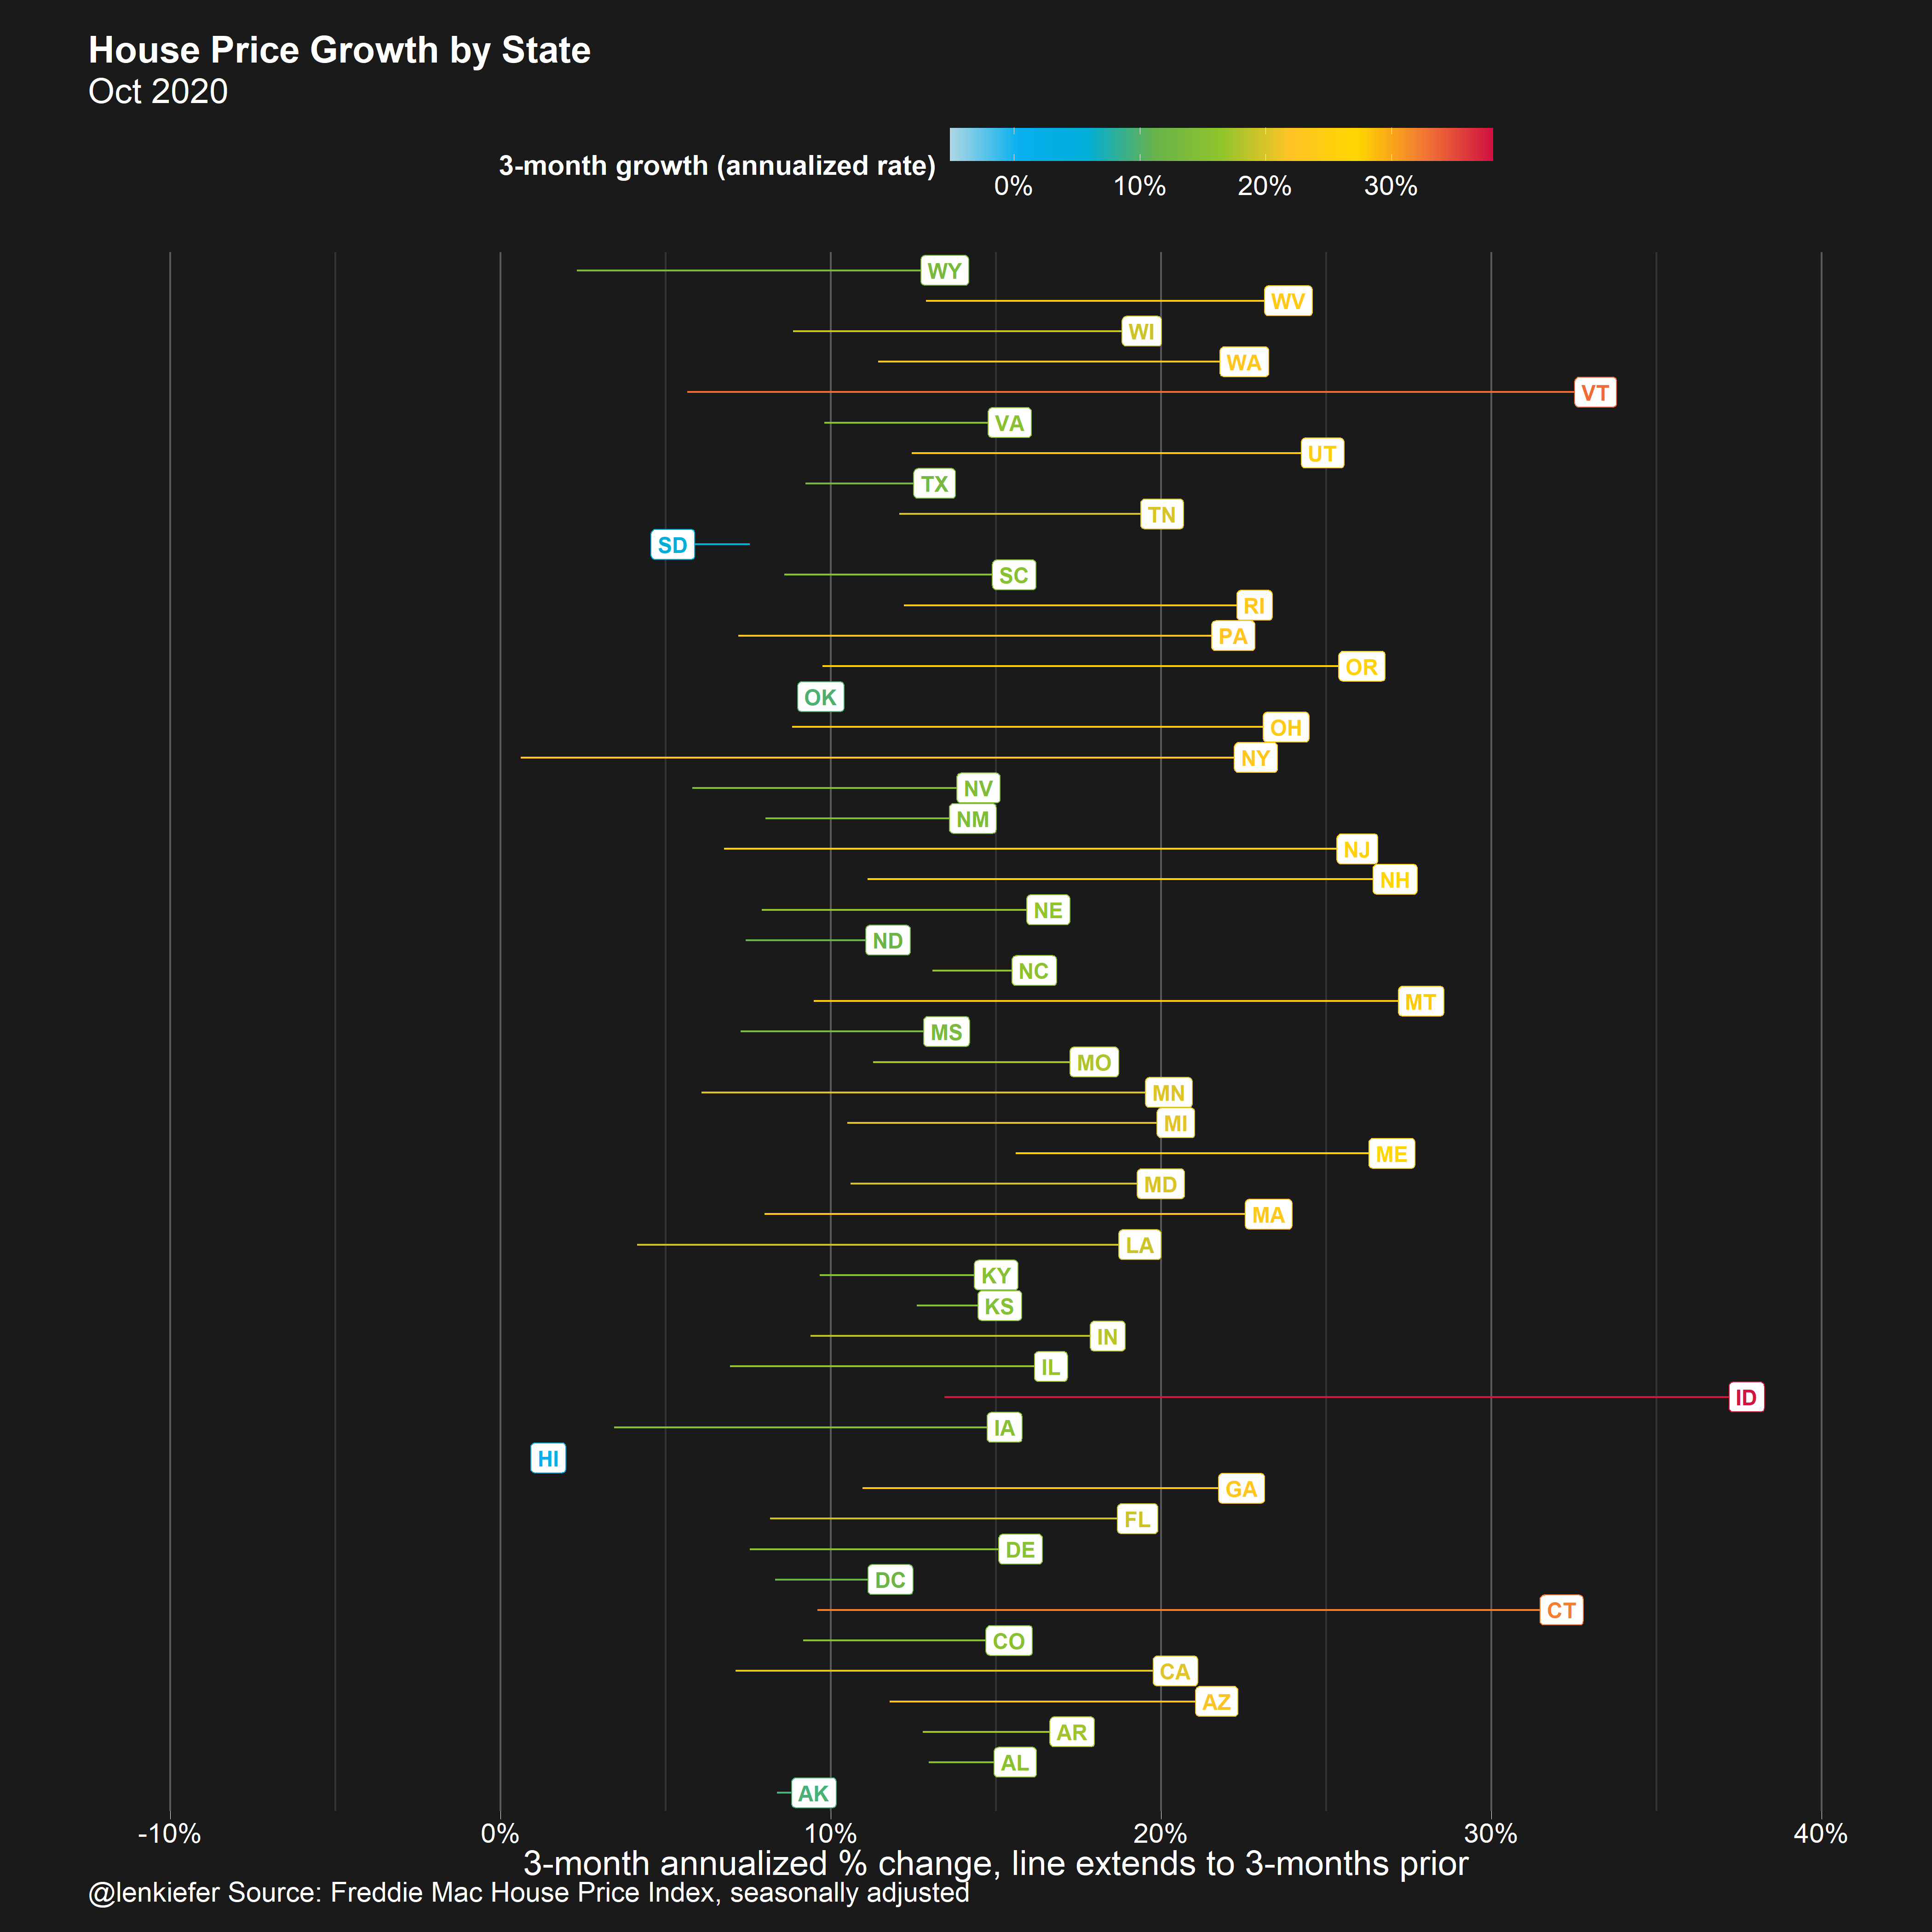 House Price Growth by State
Oct 2020
3-month growth (annualized rate)
0% 10% 20% 30%
WY
WV
WI
WA
VT
VA
UT
TX
TN
SD
SC
RI
PA
OR
OK
OH
NY
NV
NM
NJ
NH
NE
ND
NC
MT
MS
MO
MN
MI
ME
MD
MA
LA
KY
KS
IN
IL
ID
IA
HI
GA
FL
DE
DC
CT
CO
CA
AZ
AR
AL
AK
-10% 0% 10% 20% 30% 40%
3-month annualized % change, line extends to 3-months prior
@lenkiefer Source: Freddie Mac House Price Index, seasonally adjusted